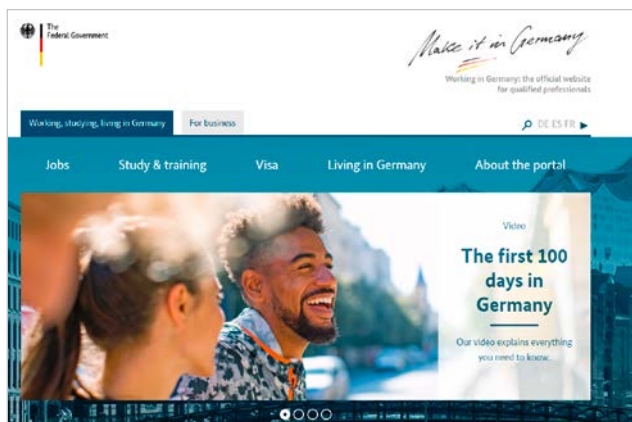 The
Federal Government
Make it in Germany
Working in Germany: the official website
for qualified professionals
Working, studying, living in Germany
For business
DE ES FR
Jobs
Study & training
Visa
Living in Germany
About the portal
Video
The first 100
days in
Germany
Our video explains everything
you need to know.